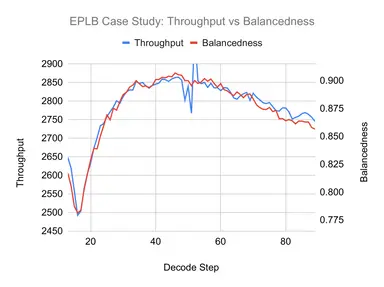 EPLB Case Study: Throughput vs Balancedness
Throughput Balancedness
2900
2850
2800
2750
2700
2650
2600
2550
2500
2450
Throughput
0.900
0.875
0.850
0.825
0.800
0.775
Balancedness
20 40 60 80
Decode Step